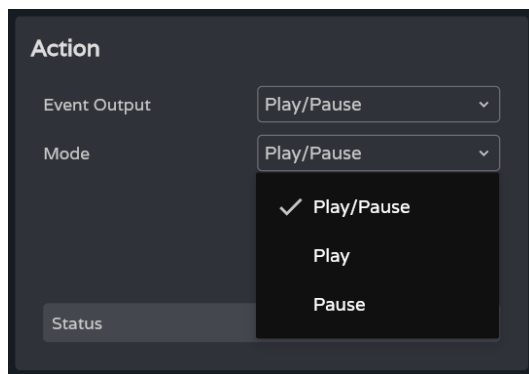 Action
Event Output Play/Pause
Mode Play/Pause
Play/Pause
Play
Pause
Status